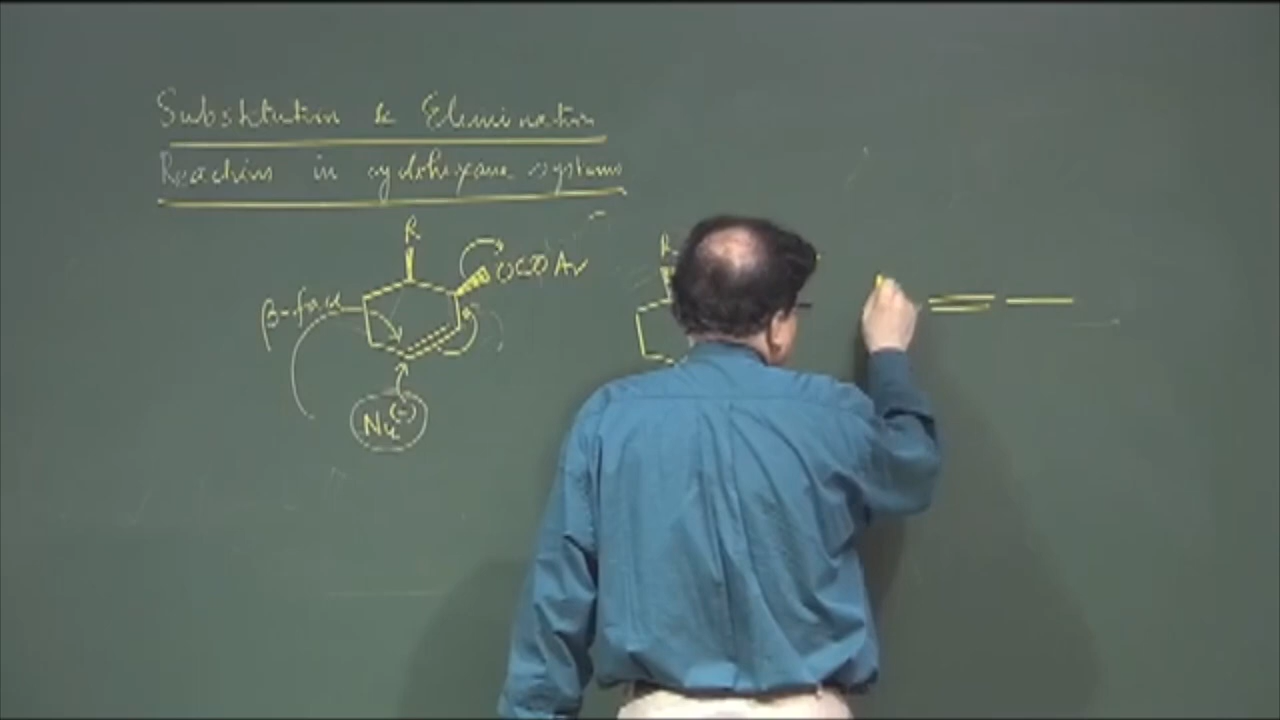 Substitution & Elimination
Reactions in cyclohexane systems
R
OCOAr
β-face
Nu(-)
R